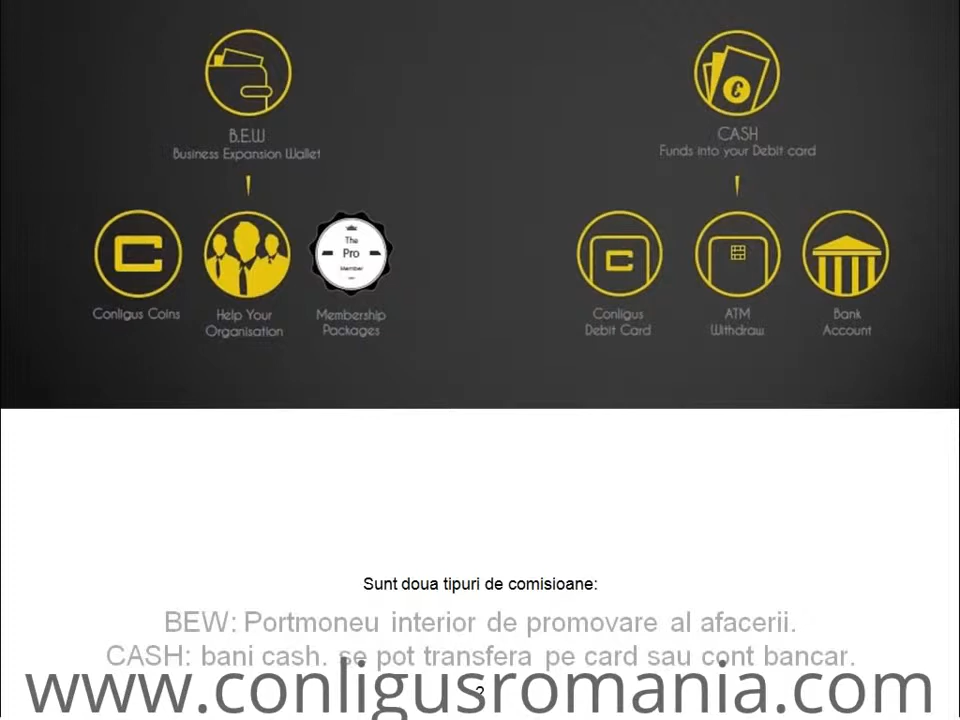 B.E.W
Business Expansion Wallet
CASH
Funds into your Debit card
The
Pro
Member
Conligus Coins
Help Your
Organisation
Membership
Packages
Conligus
Debit Card
ATM
Withdraw
Bank
Account
Sunt doua tipuri de comisioane:
BEW: Portmoneu interior de promovare al afacerii.
CASH: bani cash. se pot transfera pe card sau cont bancar.
www.conligusromania.com
2